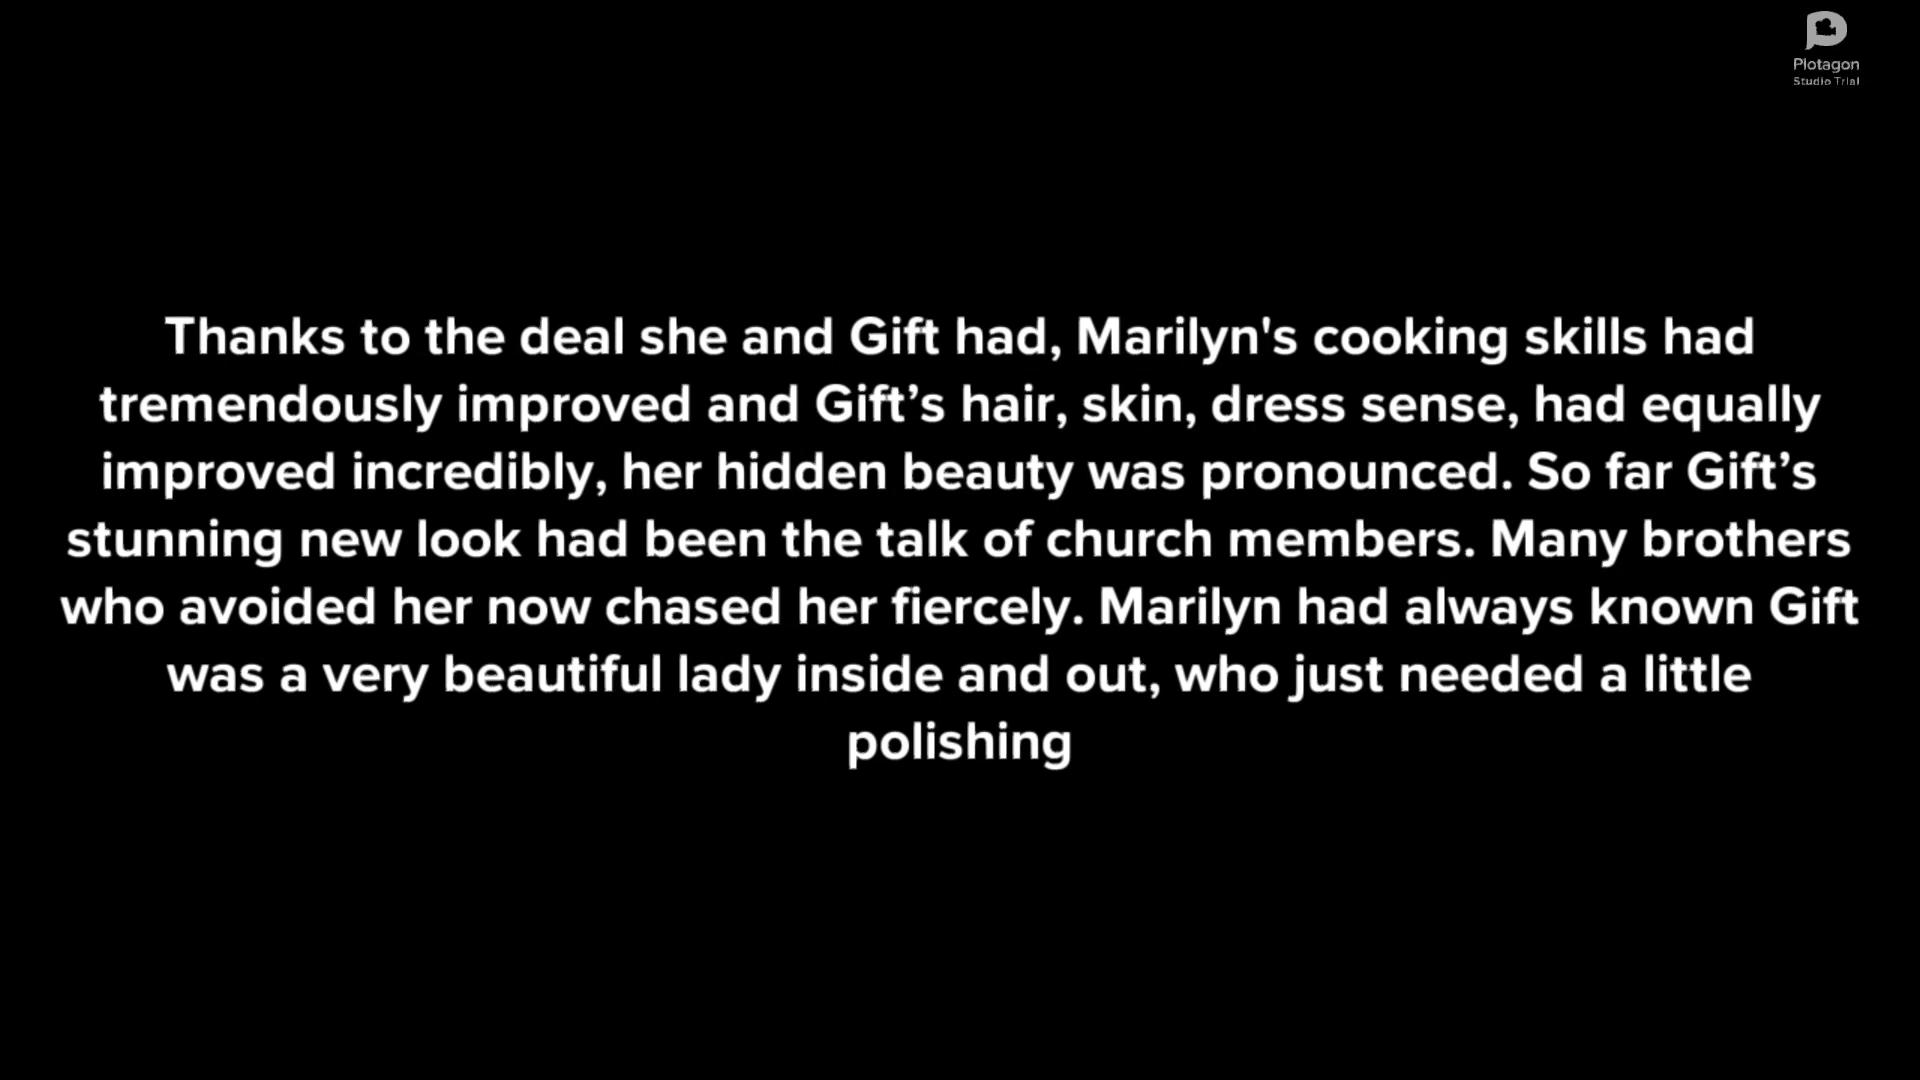 Plotagon
Studio Trial
Thanks to the deal she and Gift had, Marilyn's cooking skills had
tremendously improved and Gift’s hair, skin, dress sense, had equally
improved incredibly, her hidden beauty was pronounced. So far Gift’s
stunning new look had been the talk of church members. Many brothers
who avoided her now chased her fiercely. Marilyn had always known Gift
was a very beautiful lady inside and out, who just needed a little
polishing